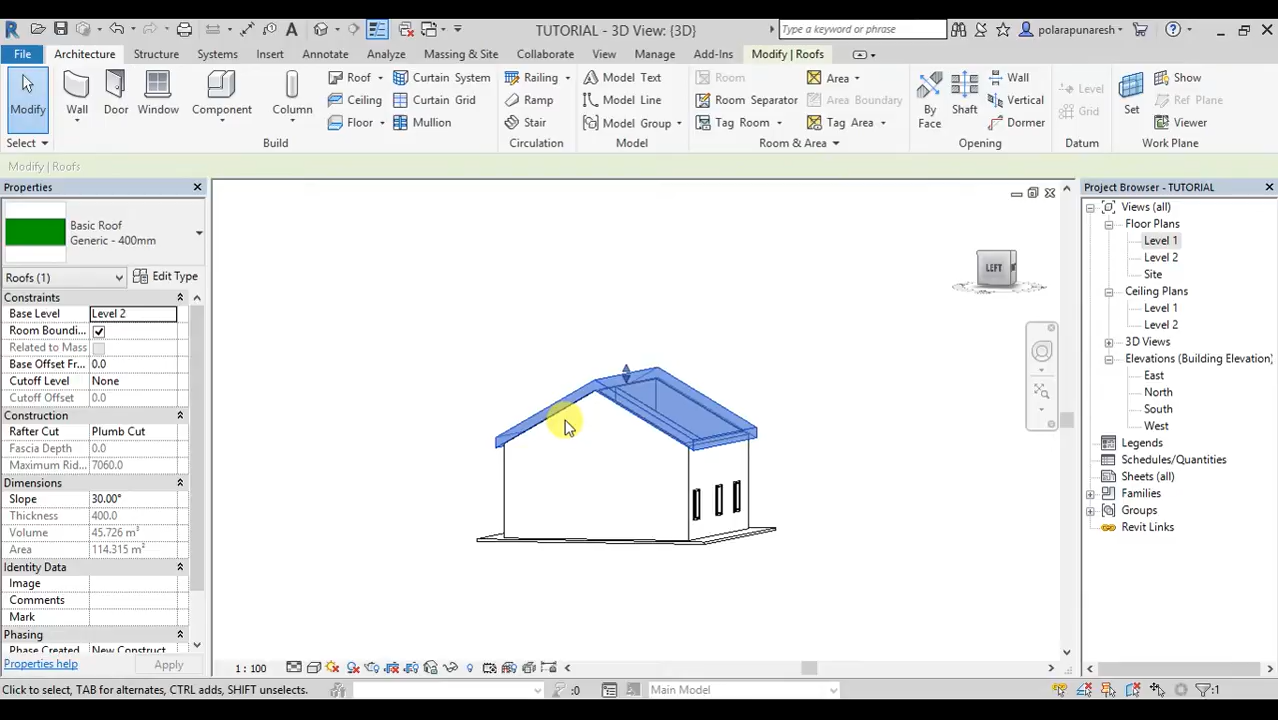 TUTORIAL - 3D View: {3D}
Type a keyword or phrase
polarapunaresh
File Architecture Structure Systems Insert Annotate Analyze Massing & Site Collaborate View Manage Add-Ins Modify | Roofs
Modify
Wall
Door
Window
Component
Column
Roof
Ceiling
Floor
Curtain System
Curtain Grid
Mullion
Railing
Ramp
Stair
Model Text
Model Line
Model Group
Room
Room Separator
Tag Room
Area
Area Boundary
Tag Area
By
Face
Shaft
Wall
Vertical
Dormer
Level
Grid
Set
Show
Ref Plane
Viewer
Select Build Circulation Model Room & Area Opening Datum Work Plane
Modify | Roofs
Properties
Basic Roof
Generic - 400mm
Roofs (1) Edit Type
Constraints
Base Level Level 2
Room Boundi...
Related to Mass
Base Offset Fr... 0.0
Cutoff Level None
Cutoff Offset 0.0
Construction
Rafter Cut Plumb Cut
Fascia Depth 0.0
Maximum Rid... 7060.0
Dimensions
Slope 30.00°
Thickness 400.0
Volume 45.726 m³
Area 114.315 m²
Identity Data
Image
Comments
Mark
Phasing
Phase Created New Construct
Properties help Apply
LEFT
Project Browser - TUTORIAL
Views (all)
Floor Plans
Level 1
Level 2
Site
Ceiling Plans
Level 1
Level 2
3D Views
Elevations (Building Elevation)
East
North
South
West
Legends
Schedules/Quantities
Sheets (all)
Families
Groups
Revit Links
1 : 100
Click to select, TAB for alternates, CTRL adds, SHIFT unselects.
:0
Main Model
:1